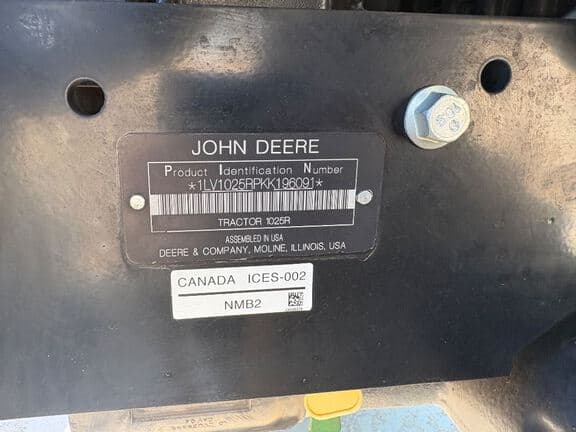 JOHN DEERE
Product Identification Number
*1LV1025RPKK196091*
TRACTOR 1025R
ASSEMBLED IN USA
DEERE & COMPANY, MOLINE, ILLINOIS, USA
CANADA ICES-002
NMB2